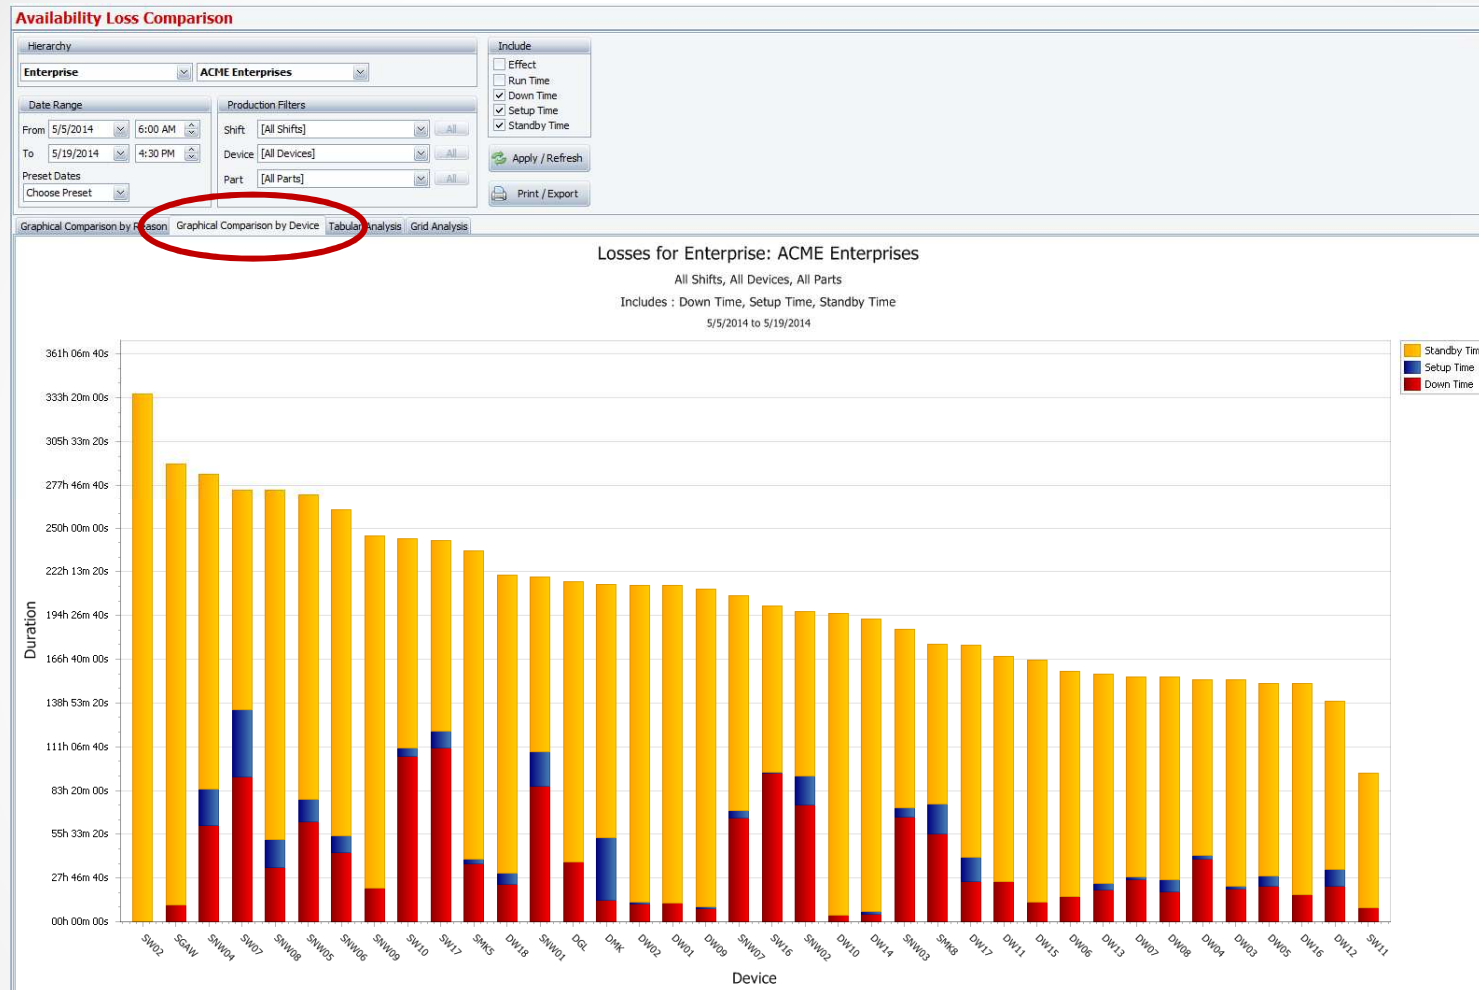 Availability Loss Comparison
Hierarchy
Enterprise ACME Enterprises
Include
Effect
Run Time
Down Time
Setup Time
Standby Time
Date Range
From 5/5/2014 6:00 AM
To 5/19/2014 4:30 PM
Preset Dates
Choose Preset
Production Filters
Shift [All Shifts] All
Device [All Devices] All
Part [All Parts] All
Apply / Refresh
Print / Export
Graphical Comparison by Reason Graphical Comparison by Device Tabular Analysis Grid Analysis
Losses for Enterprise: ACME Enterprises
All Shifts, All Devices, All Parts
Includes : Down Time, Setup Time, Standby Time
5/5/2014 to 5/19/2014
Standby Tim
Setup Time
Down Time
Duration
361h 06m 40s
333h 20m 00s
305h 33m 20s
277h 46m 40s
250h 00m 00s
222h 13m 20s
194h 26m 40s
166h 40m 00s
138h 53m 20s
111h 06m 40s
83h 20m 00s
55h 33m 20s
27h 46m 40s
00h 00m 00s
SW02 SGAW SNW04 SW07 SNW08 SNW05 SNW06 SNW09 SW10 SW17 SMK5 DW18 SNW01 DGL DMK DW02 DW01 DW09 SNW07 SW16 SNW02 DW10 DW14 SNW03 SMK8 DW17 DW11 DW15 DW06 DW13 DW07 DW08 DW04 DW03 DW05 DW16 DW12 SW11
Device